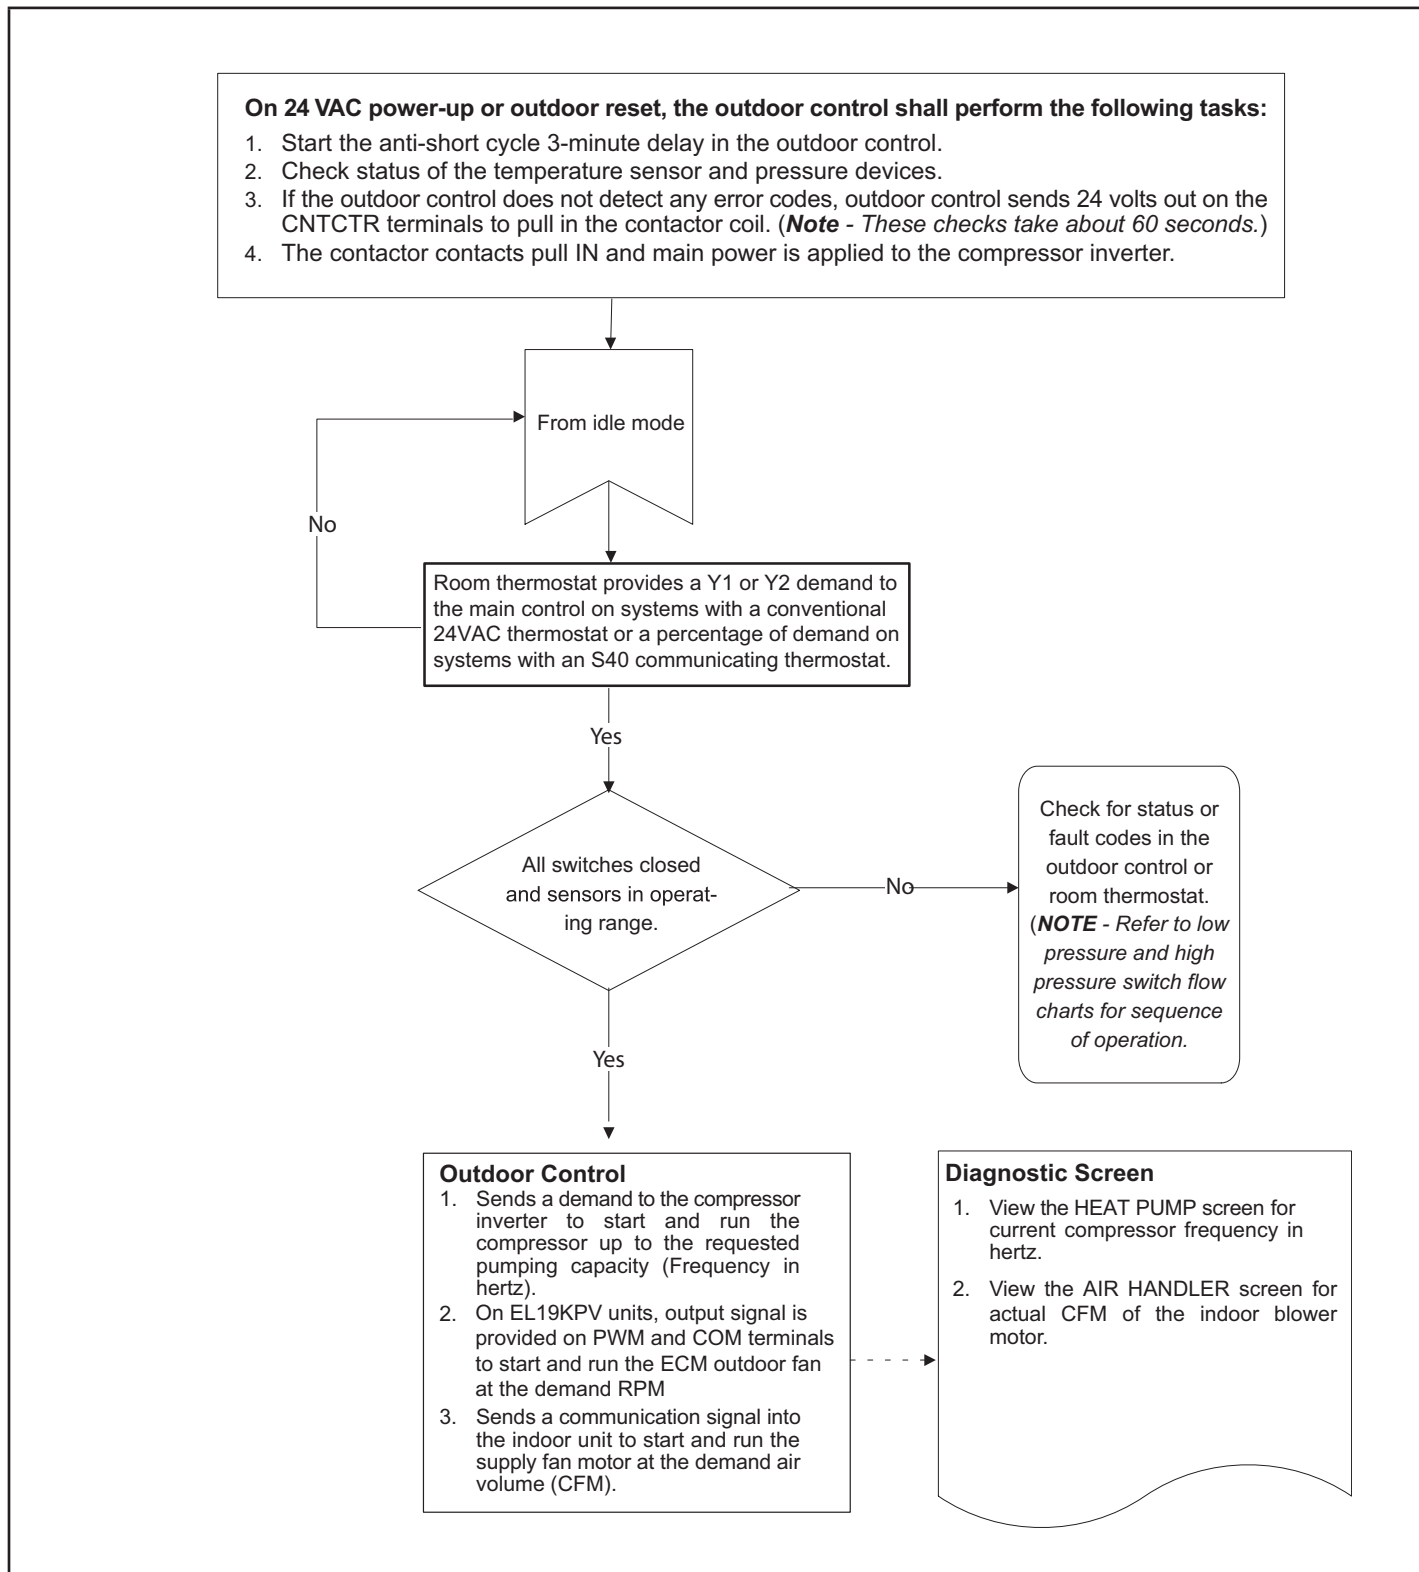 On 24 VAC power-up or outdoor reset, the outdoor control shall perform the following tasks:
1. Start the anti-short cycle 3-minute delay in the outdoor control.
2. Check status of the temperature sensor and pressure devices.
3. If the outdoor control does not detect any error codes, outdoor control sends 24 volts out on the
CNTCTR terminals to pull in the contactor coil. (Note - These checks take about 60 seconds.)
4. The contactor contacts pull IN and main power is applied to the compressor inverter.
From idle mode
No
Room thermostat provides a Y1 or Y2 demand to
the main control on systems with a conventional
24VAC thermostat or a percentage of demand on
systems with an S40 communicating thermostat.
Yes
All switches closed
and sensors in operat-
ing range.
No
Check for status or
fault codes in the
outdoor control or
room thermostat.
(NOTE - Refer to low
pressure and high
pressure switch flow
charts for sequence
of operation.
Yes
Outdoor Control
1. Sends a demand to the compressor
inverter to start and run the
compressor up to the requested
pumping capacity (Frequency in
hertz).
2. On EL19KPV units, output signal is
provided on PWM and COM terminals
to start and run the ECM outdoor fan
at the demand RPM
3. Sends a communication signal into
the indoor unit to start and run the
supply fan motor at the demand air
volume (CFM).
Diagnostic Screen
1. View the HEAT PUMP screen for
current compressor frequency in
hertz.
2. View the AIR HANDLER screen for
actual CFM of the indoor blower
motor.